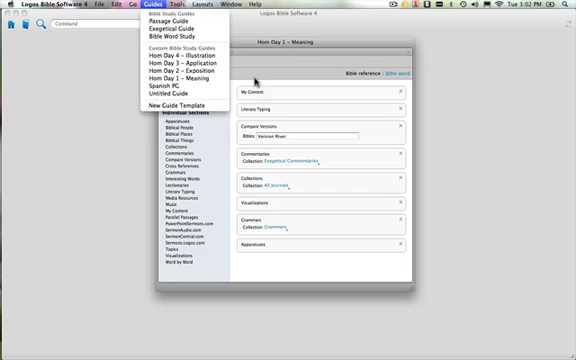 Logos Bible Software 4 File Edit Go Guides Tools Layouts Window Help Tue 3:02 PM
Logos Bible Software 4
Command
Bible Study Guides
Passage Guide
Exegetical Guide
Bible Word Study
Custom Bible Study Guides
Hom Day 4 – Illustration
Hom Day 3 – Application
Hom Day 2 – Exposition
Hom Day 1 – Meaning
Spanish PG
Untitled Guide
New Guide Template
Hom Day 1 – Meaning
Bible reference | Bible word
Individual Sections
Apparatuses
Biblical People
Biblical Places
Biblical Things
Collections
Commentaries
Compare Versions
Cross References
Grammars
Interesting Words
Lectionaries
Literary Typing
Media Resources
Music
My Content
Parallel Passages
PowerPointSermons.com
SermonAudio.com
SermonCentral.com
Sermons.Logos.com
Topics
Visualizations
Word by Word
My Content
Literary Typing
Compare Versions
Bibles: Version River
Commentaries
Collection: Exegetical Commentaries
Collections
Collection: All Journals
Visualizations
Grammars
Collection: Grammars
Apparatuses